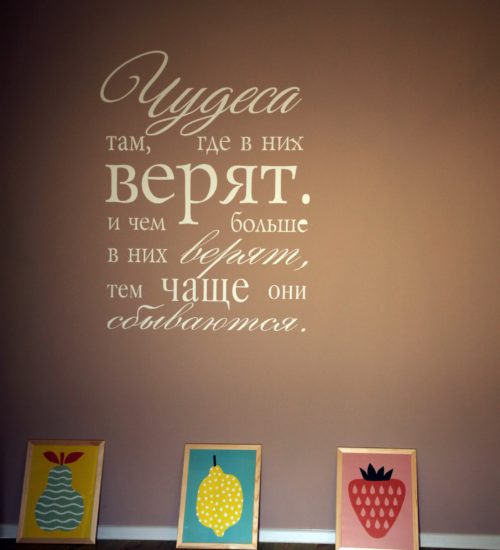 Чудеса
там, где в них
верят.
и чем больше
в них верят,
тем чаще они
сбываются.